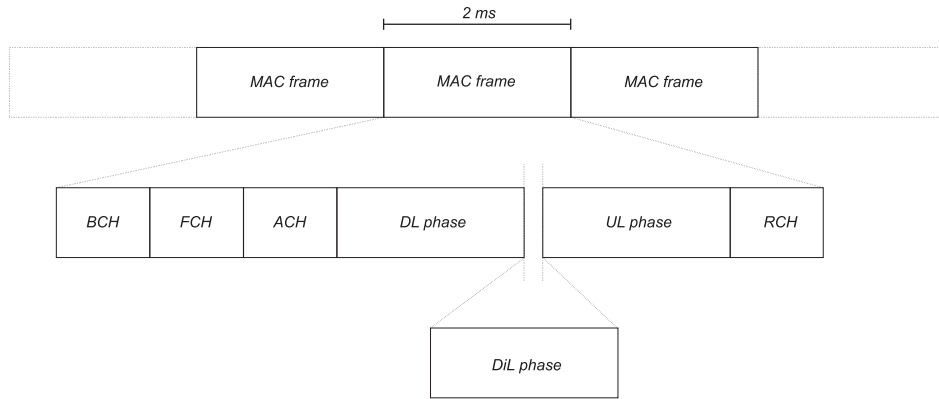 2 ms
MAC frame MAC frame MAC frame
BCH FCH ACH DL phase UL phase RCH
DiL phase